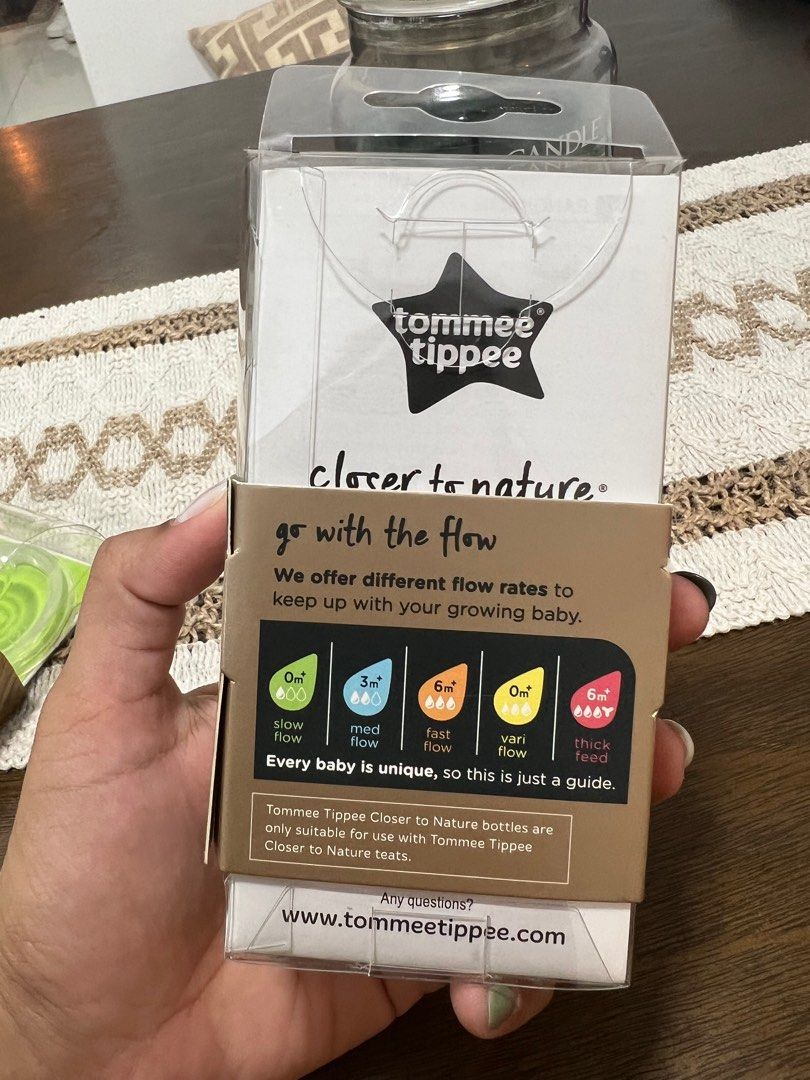 CANDLE
tommee®
tippee
closer to nature®
go with the flow
We offer different flow rates to
keep up with your growing baby.
0m+
3m+
6m+
0m+
6m+
slow
flow
med
flow
fast
flow
vari
flow
thick
feed
Every baby is unique, so this is just a guide.
Tommee Tippee Closer to Nature bottles are
only suitable for use with Tommee Tippee
Closer to Nature teats.
Any questions?
www.tommeetippee.com